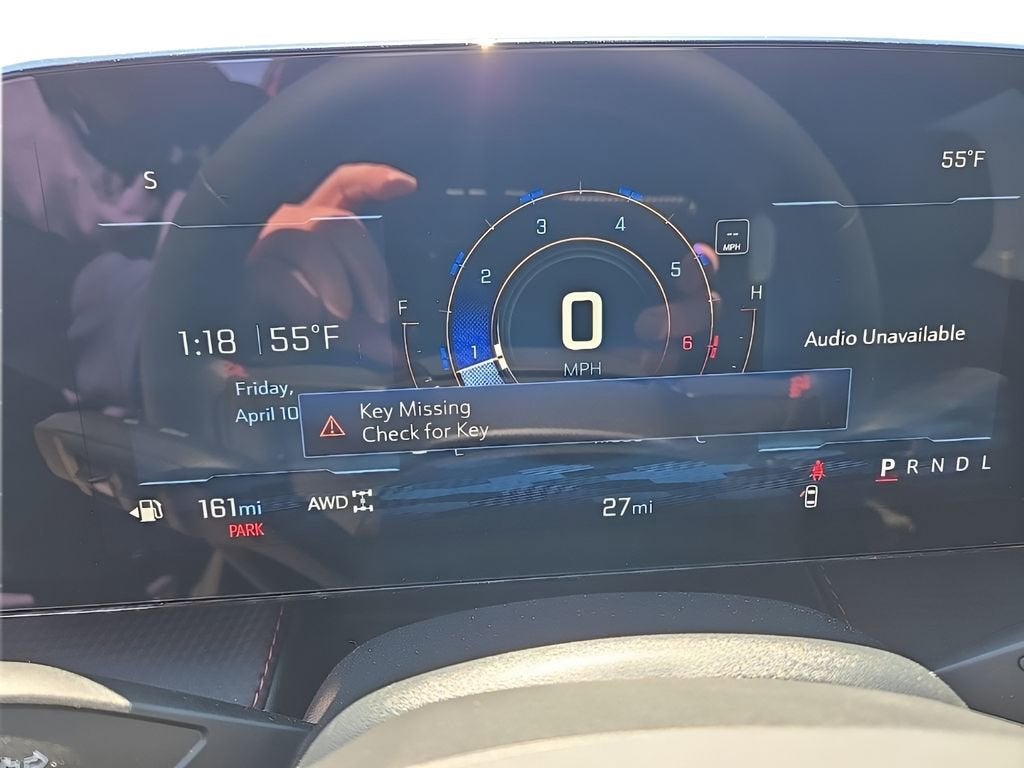 S
55°F
3
4
--
MPH
2
5
F
H
1:18
55°F
0
6
Audio Unavailable
1
MPH
Friday,
April 10
Key Missing
Check for Key
E
C
P R N D L
161mi
AWD
27mi
PARK